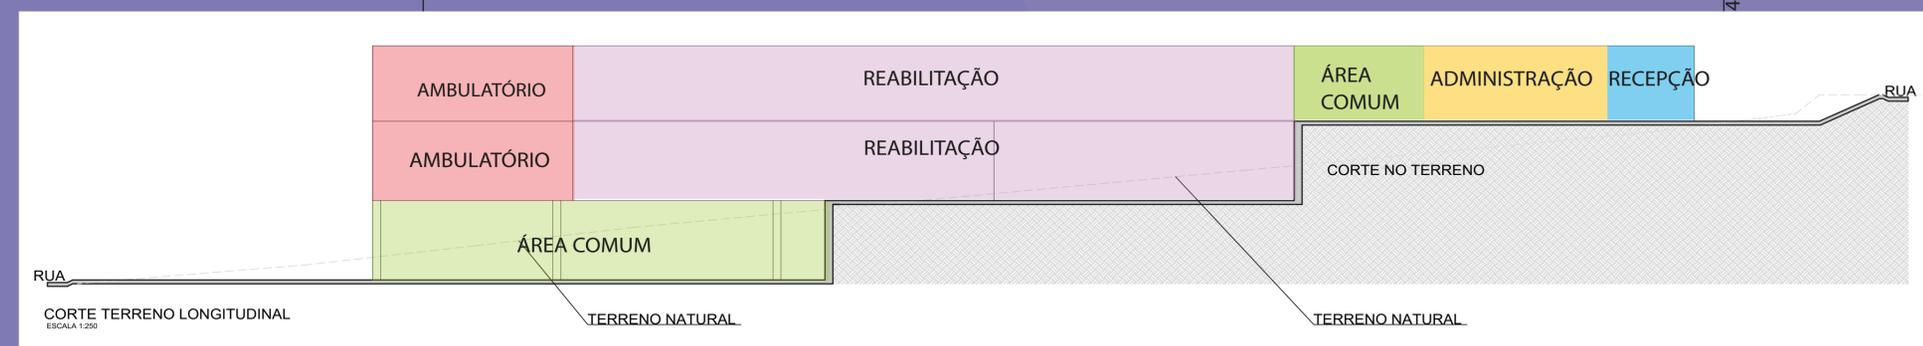 4
AMBULATÓRIO
REABILITAÇÃO
ÁREA
COMUM
ADMINISTRAÇÃO
RECEPÇÃO
RUA
AMBULATÓRIO
REABILITAÇÃO
CORTE NO TERRENO
ÁREA COMUM
RUA
CORTE TERRENO LONGITUDINAL
ESCALA 1:250
TERRENO NATURAL
TERRENO NATURAL